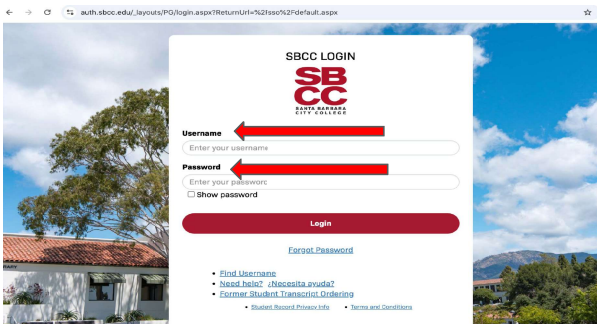 auth.sbcc.edu/_layouts/PG/login.aspx?ReturnUrl=%2fsso%2Fdefault.aspx
SBCC LOGIN
SB
CC
SANTA BARBARA
CITY COLLEGE
Username
Enter your username
Password
Enter your password
Show password
Login
Forgot Password
Find Username
Need help? ¿Necesita ayuda?
Former Student Transcript Ordering
Student Record Privacy Info Terms and Conditions